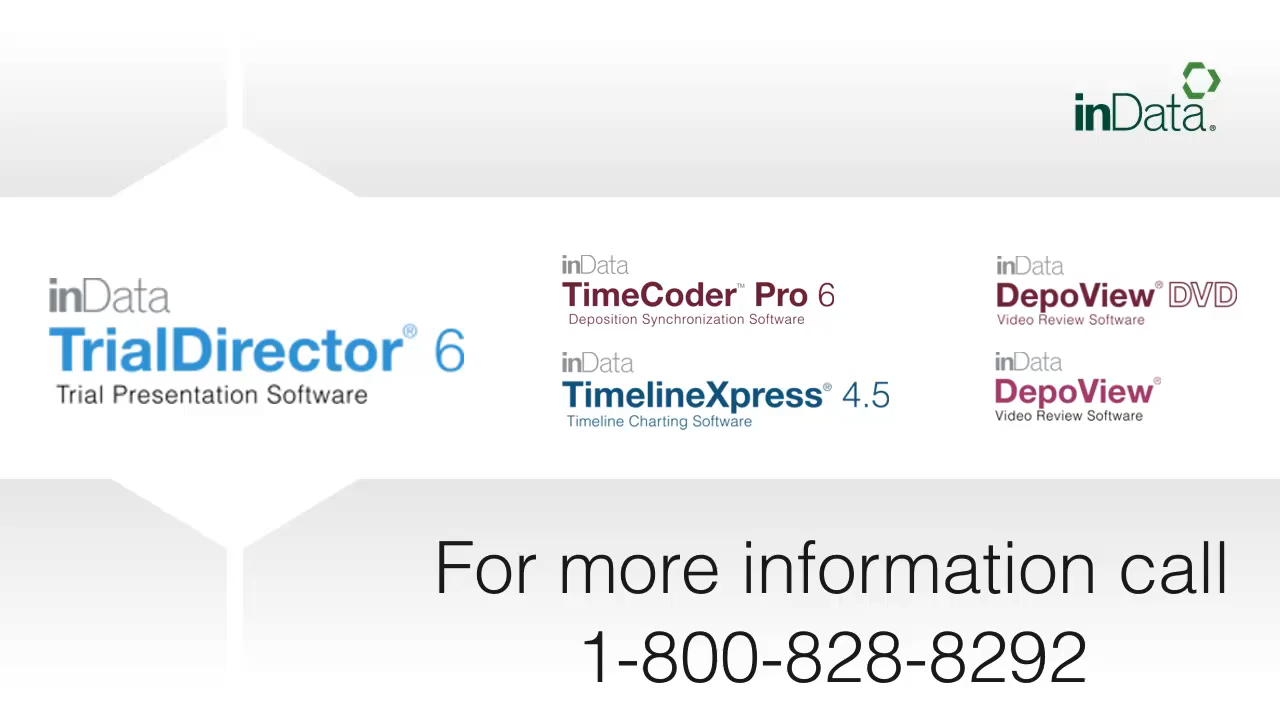 inData®
inData
TrialDirector® 6
Trial Presentation Software
inData
TimeCoder™ Pro 6
Deposition Synchronization Software
inData
TimelineXpress® 4.5
Timeline Charting Software
inData
DepoView® DVD
Video Review Software
inData
DepoView®
Video Review Software
For more information call
1-800-828-8292